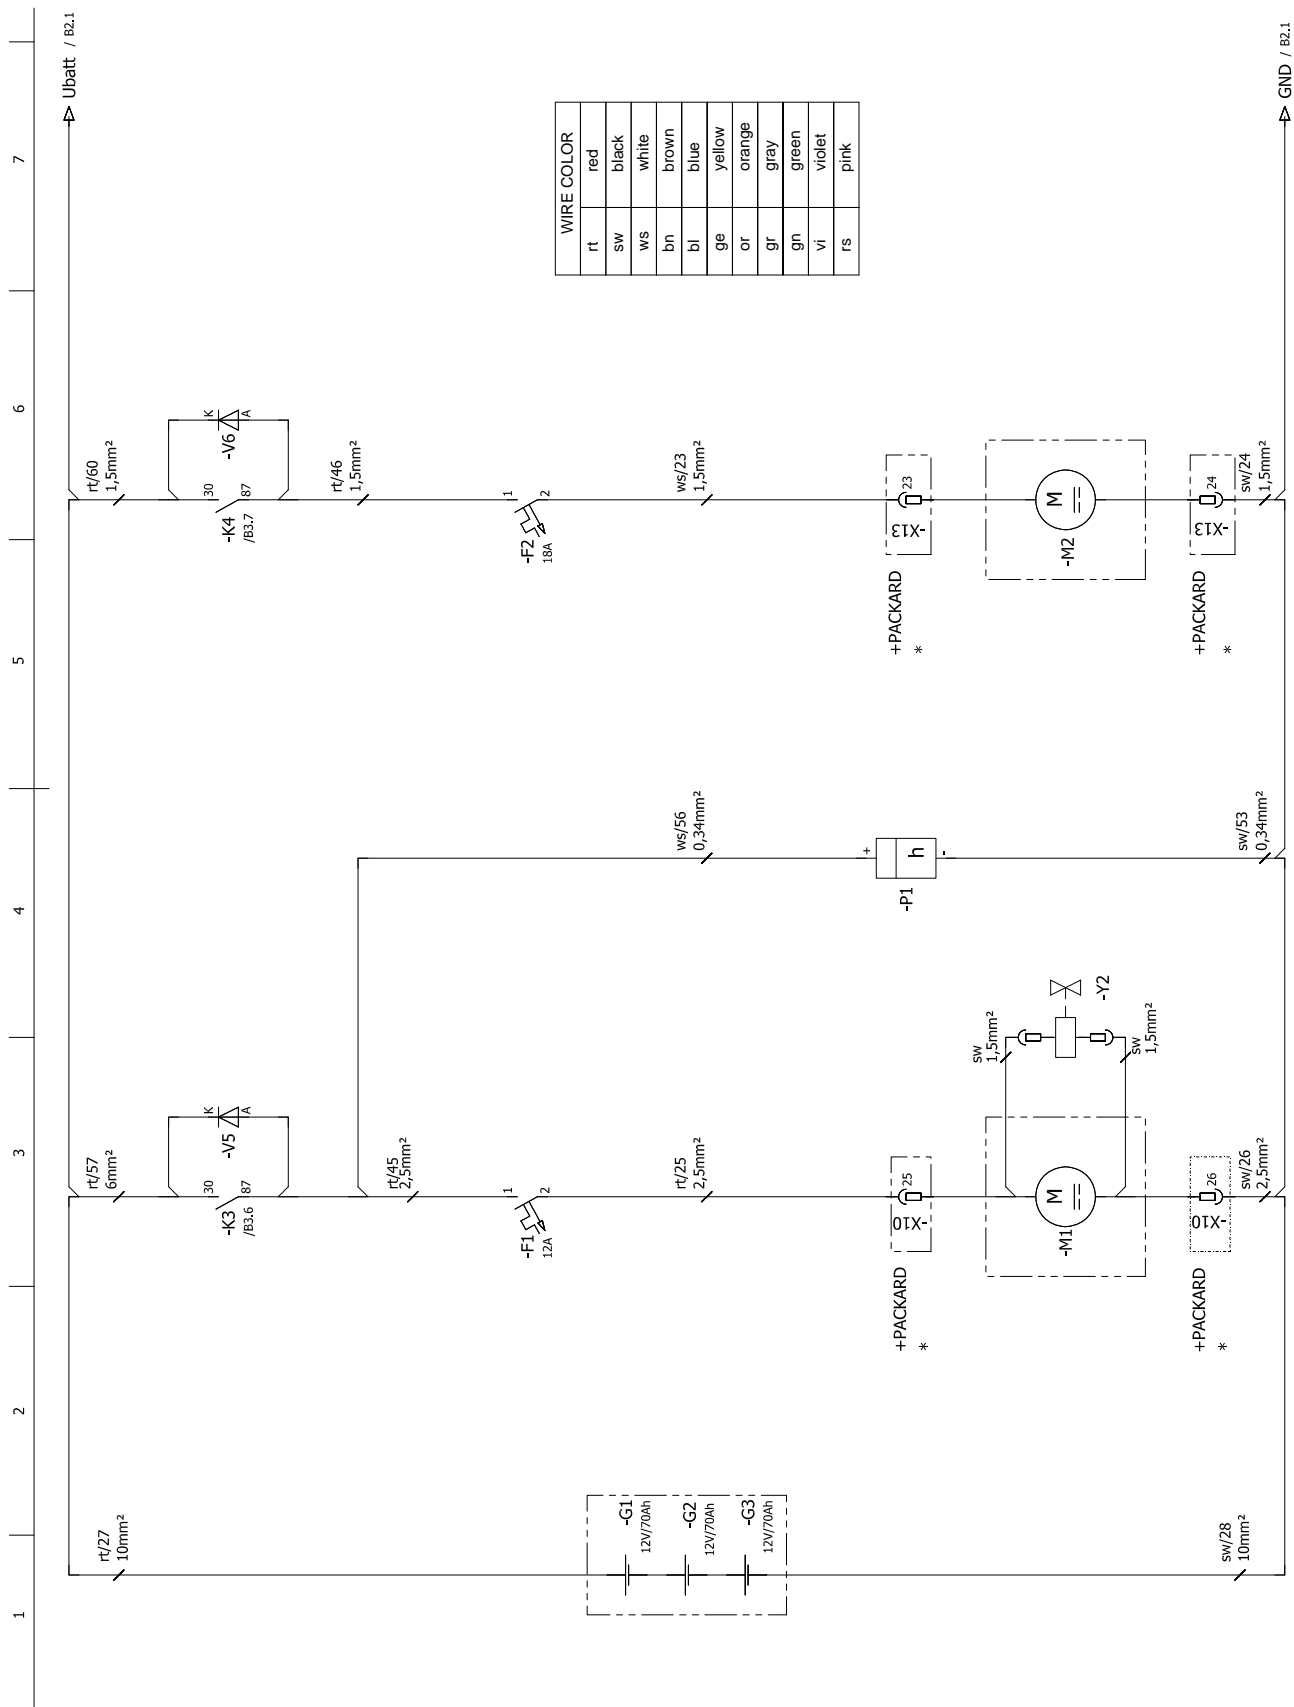 1
2
3
4
5
6
7
Ubatt / B2.1
rt/27
10mm²
rt/57
6mm²
rt/60
1,5mm²
-K3
/B3.6
30
87
-V5
K
A
-K4
/B3.7
30
87
-V6
K
A
rt/45
2,5mm²
rt/46
1,5mm²
-F1
12A
1
2
-F2
18A
1
2
-G1
12V/70Ah
-G2
12V/70Ah
-G3
12V/70Ah
rt/25
2,5mm²
ws/56
0,34mm²
ws/23
1,5mm²
WIRE COLOR
rt red
sw black
ws white
bn brown
bl blue
ge yellow
or orange
gr gray
gn green
vi violet
rs pink
+PACKARD
*
-X10
25
-P1
+
h
-
+PACKARD
*
-X13
23
-M1
M
sw
1,5mm²
-Y2
sw
1,5mm²
-M2
M
+PACKARD
*
-X10
26
+PACKARD
*
-X13
24
sw/28
10mm²
sw/26
2,5mm²
sw/53
0,34mm²
sw/24
1,5mm²
GND / B2.1